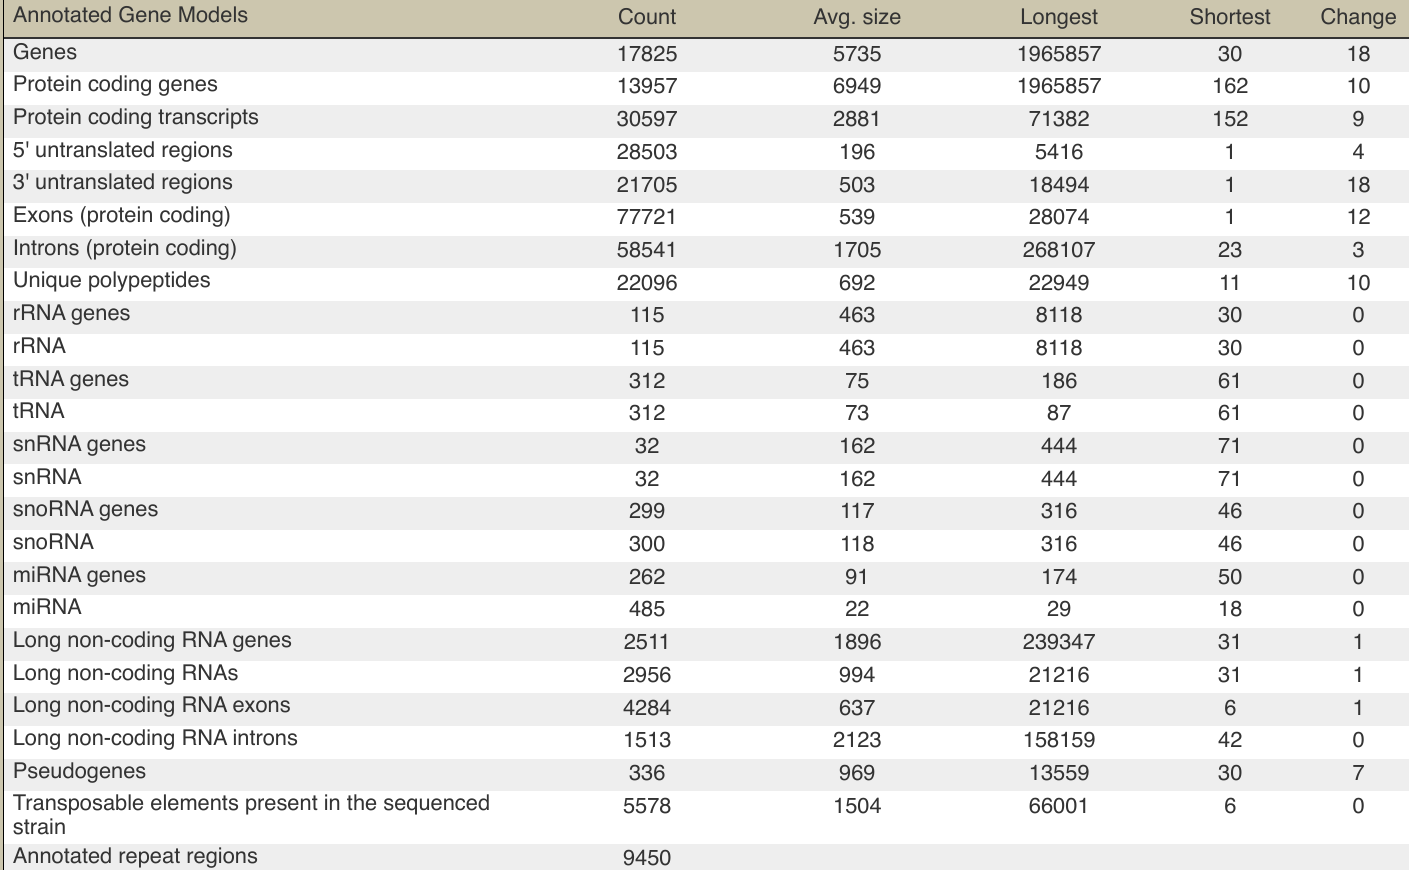 Annotated Gene Models Count Avg. size Longest Shortest Change
Genes 17825 5735 1965857 30 18
Protein coding genes 13957 6949 1965857 162 10
Protein coding transcripts 30597 2881 71382 152 9
5' untranslated regions 28503 196 5416 1 4
3' untranslated regions 21705 503 18494 1 18
Exons (protein coding) 77721 539 28074 1 12
Introns (protein coding) 58541 1705 268107 23 3
Unique polypeptides 22096 692 22949 11 10
rRNA genes 115 463 8118 30 0
rRNA 115 463 8118 30 0
tRNA genes 312 75 186 61 0
tRNA 312 73 87 61 0
snRNA genes 32 162 444 71 0
snRNA 32 162 444 71 0
snoRNA genes 299 117 316 46 0
snoRNA 300 118 316 46 0
miRNA genes 262 91 174 50 0
miRNA 485 22 29 18 0
Long non-coding RNA genes 2511 1896 239347 31 1
Long non-coding RNAs 2956 994 21216 31 1
Long non-coding RNA exons 4284 637 21216 6 1
Long non-coding RNA introns 1513 2123 158159 42 0
Pseudogenes 336 969 13559 30 7
Transposable elements present in the sequenced 5578 1504 66001 6 0
strain
Annotated repeat regions 9450